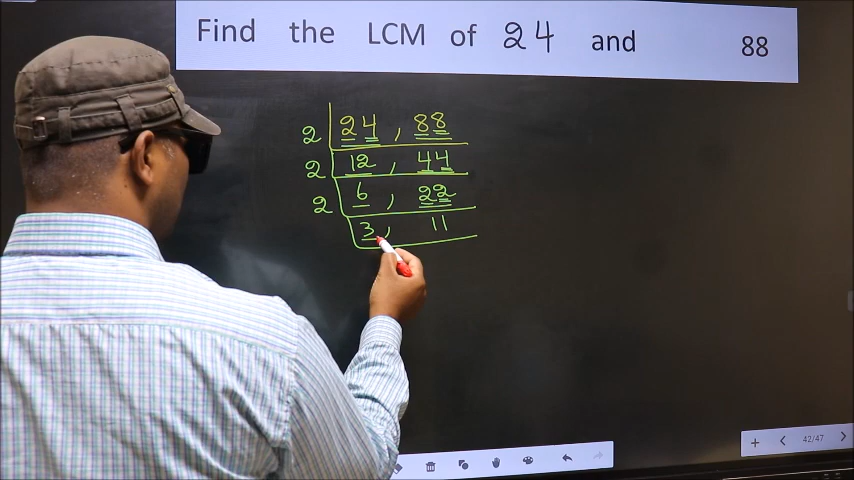 Find the LCM of 24 and 88
2 24 , 88
2 12 , 44
2 6 , 22
3 , 11
42/47